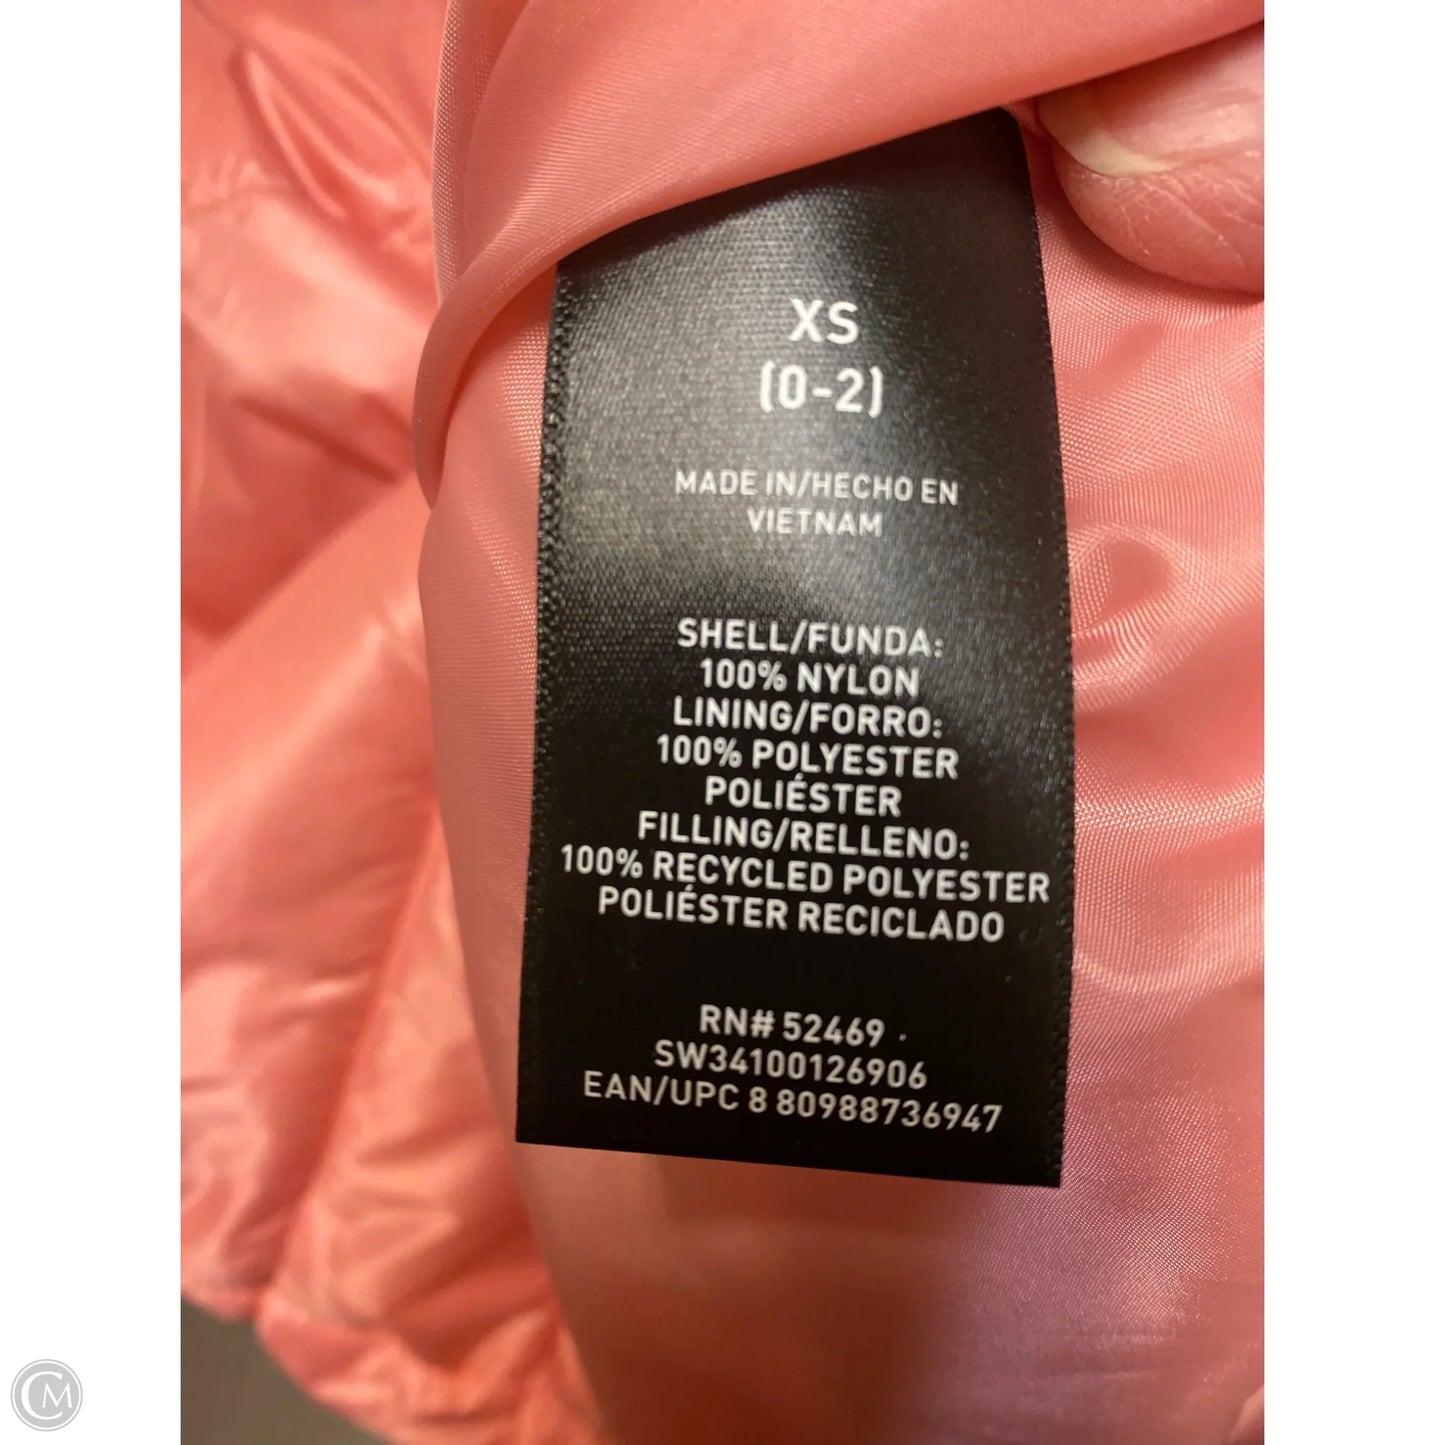 XS
(0-2)
MADE IN/HECHO EN
VIETNAM
SHELL/FUNDA:
100% NYLON
LINING/FORRO:
100% POLYESTER
POLIÉSTER
FILLING/RELLENO:
100% RECYCLED POLYESTER
POLIÉSTER RECICLADO
RN# 52469
SW34100126906
EAN/UPC 8 80988736947
CM